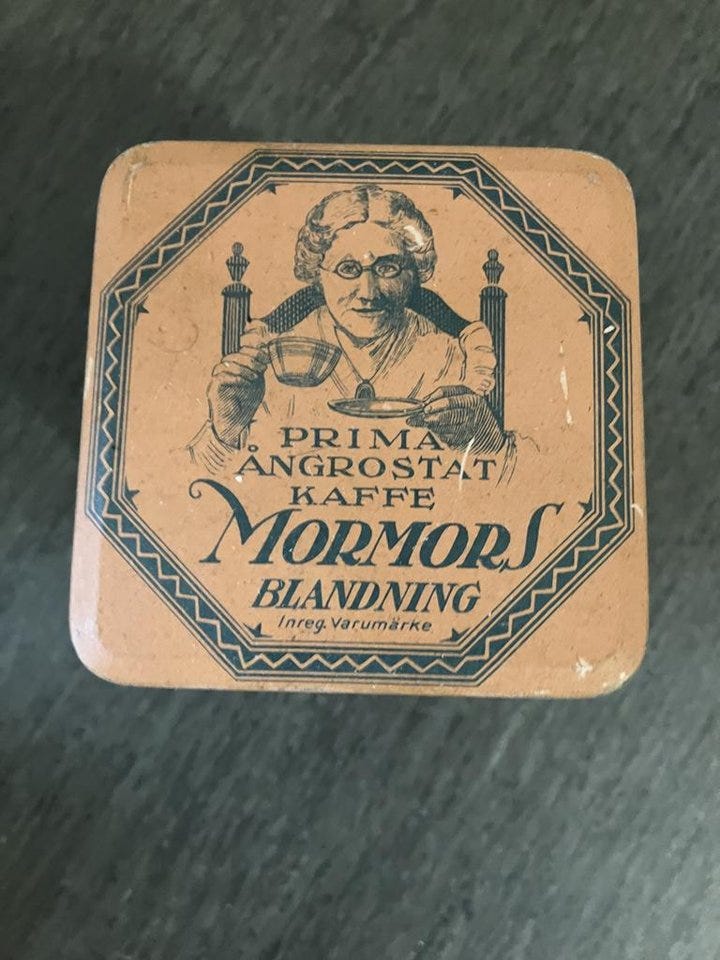 PRIMA
ÅNGROSTAT
KAFFE
MORMORS
BLANDNING
Inreg. Varumärke